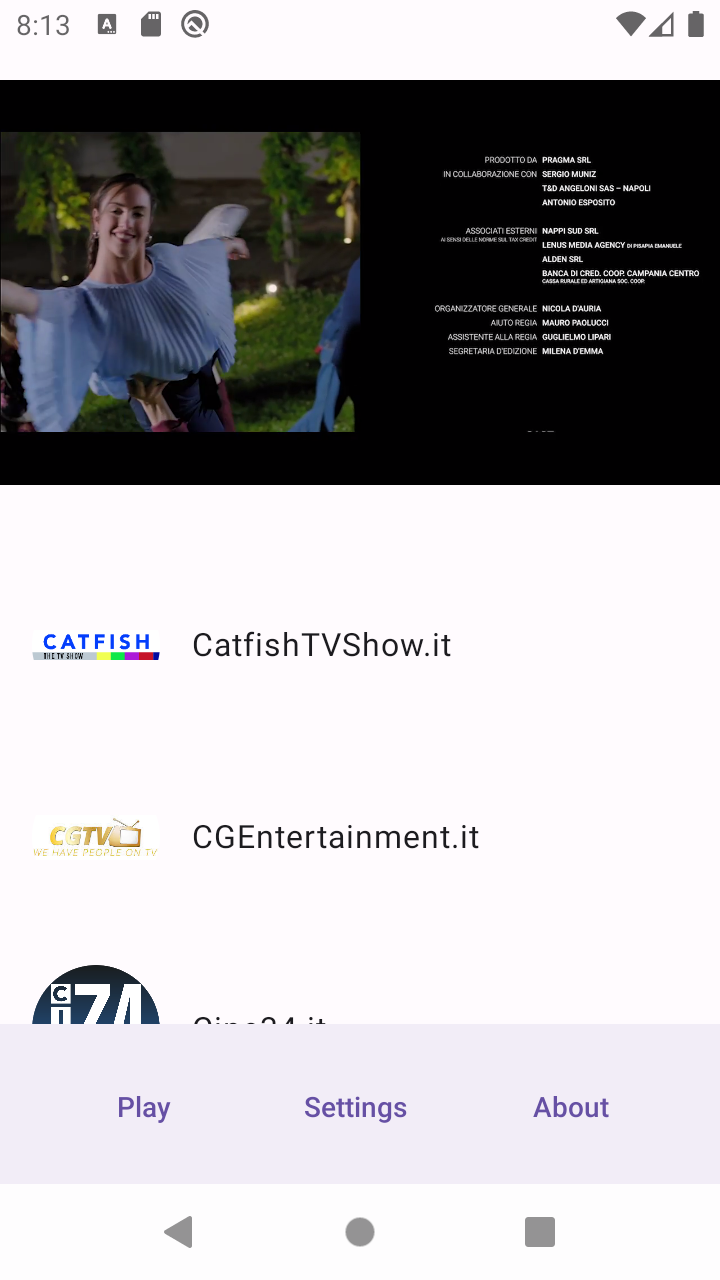 8:13
PRODOTTO DA PRAGMA SRL
IN COLLABORAZIONE CON SERGIO MUNIZ
T&D ANGELONI SAS – NAPOLI
ANTONIO ESPOSITO
ASSOCIATI ESTERNI NAPPI SUD SRL
AI SENSI DELLE NORME SUL TAX CREDIT
LENUS MEDIA AGENCY DI PISAPIA EMANUELE
ALDEN SRL
BANCA DI CRED. COOP. CAMPANIA CENTRO
CASSA RURALE ED ARTIGIANA SOC. COOP.
ORGANIZZATORE GENERALE NICOLA D'AURIA
AIUTO REGIA MAURO PAOLUCCI
ASSISTENTE ALLA REGIA GUGLIELMO LIPARI
SEGRETARIA D'EDIZIONE MILENA D'EMMA
CATFISH
THE TV SHOW
CatfishTVShow.it
CGTV
WE HAVE PEOPLE ON TV
CGEntertainment.it
Cine34.it
Play Settings About